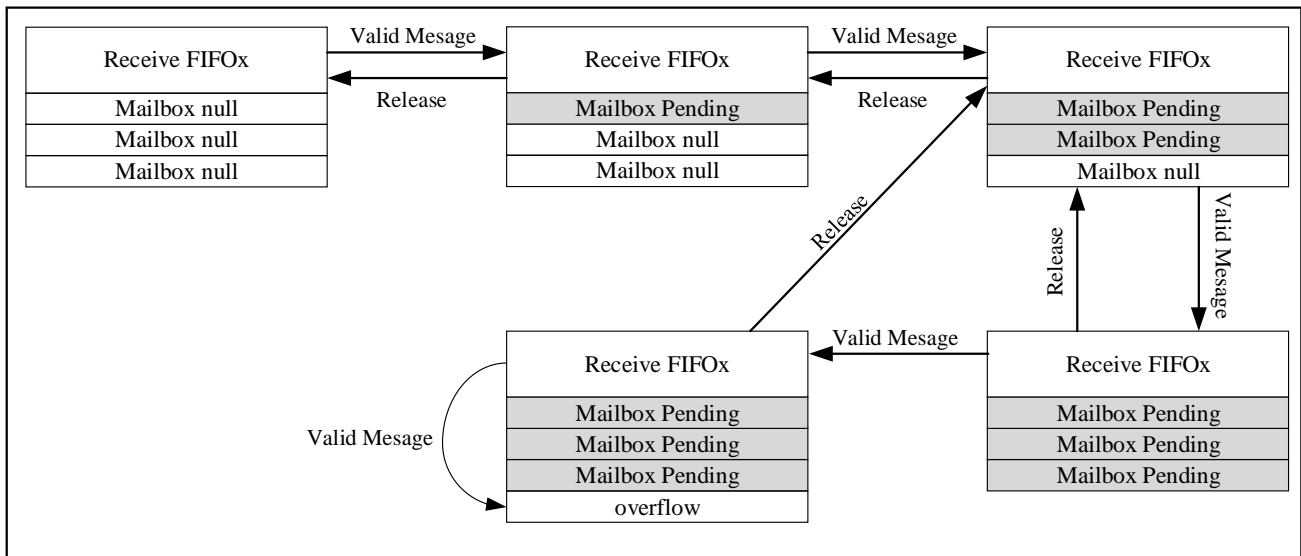 Receive FIFOx
Mailbox null
Mailbox null
Mailbox null
Valid Mesage
Release
Receive FIFOx
Mailbox Pending
Mailbox null
Mailbox null
Valid Mesage
Release
Receive FIFOx
Mailbox Pending
Mailbox Pending
Mailbox null
Release
Release
Valid Mesage
Valid Mesage
Receive FIFOx
Mailbox Pending
Mailbox Pending
Mailbox Pending
overflow
Valid Mesage
Receive FIFOx
Mailbox Pending
Mailbox Pending
Mailbox Pending